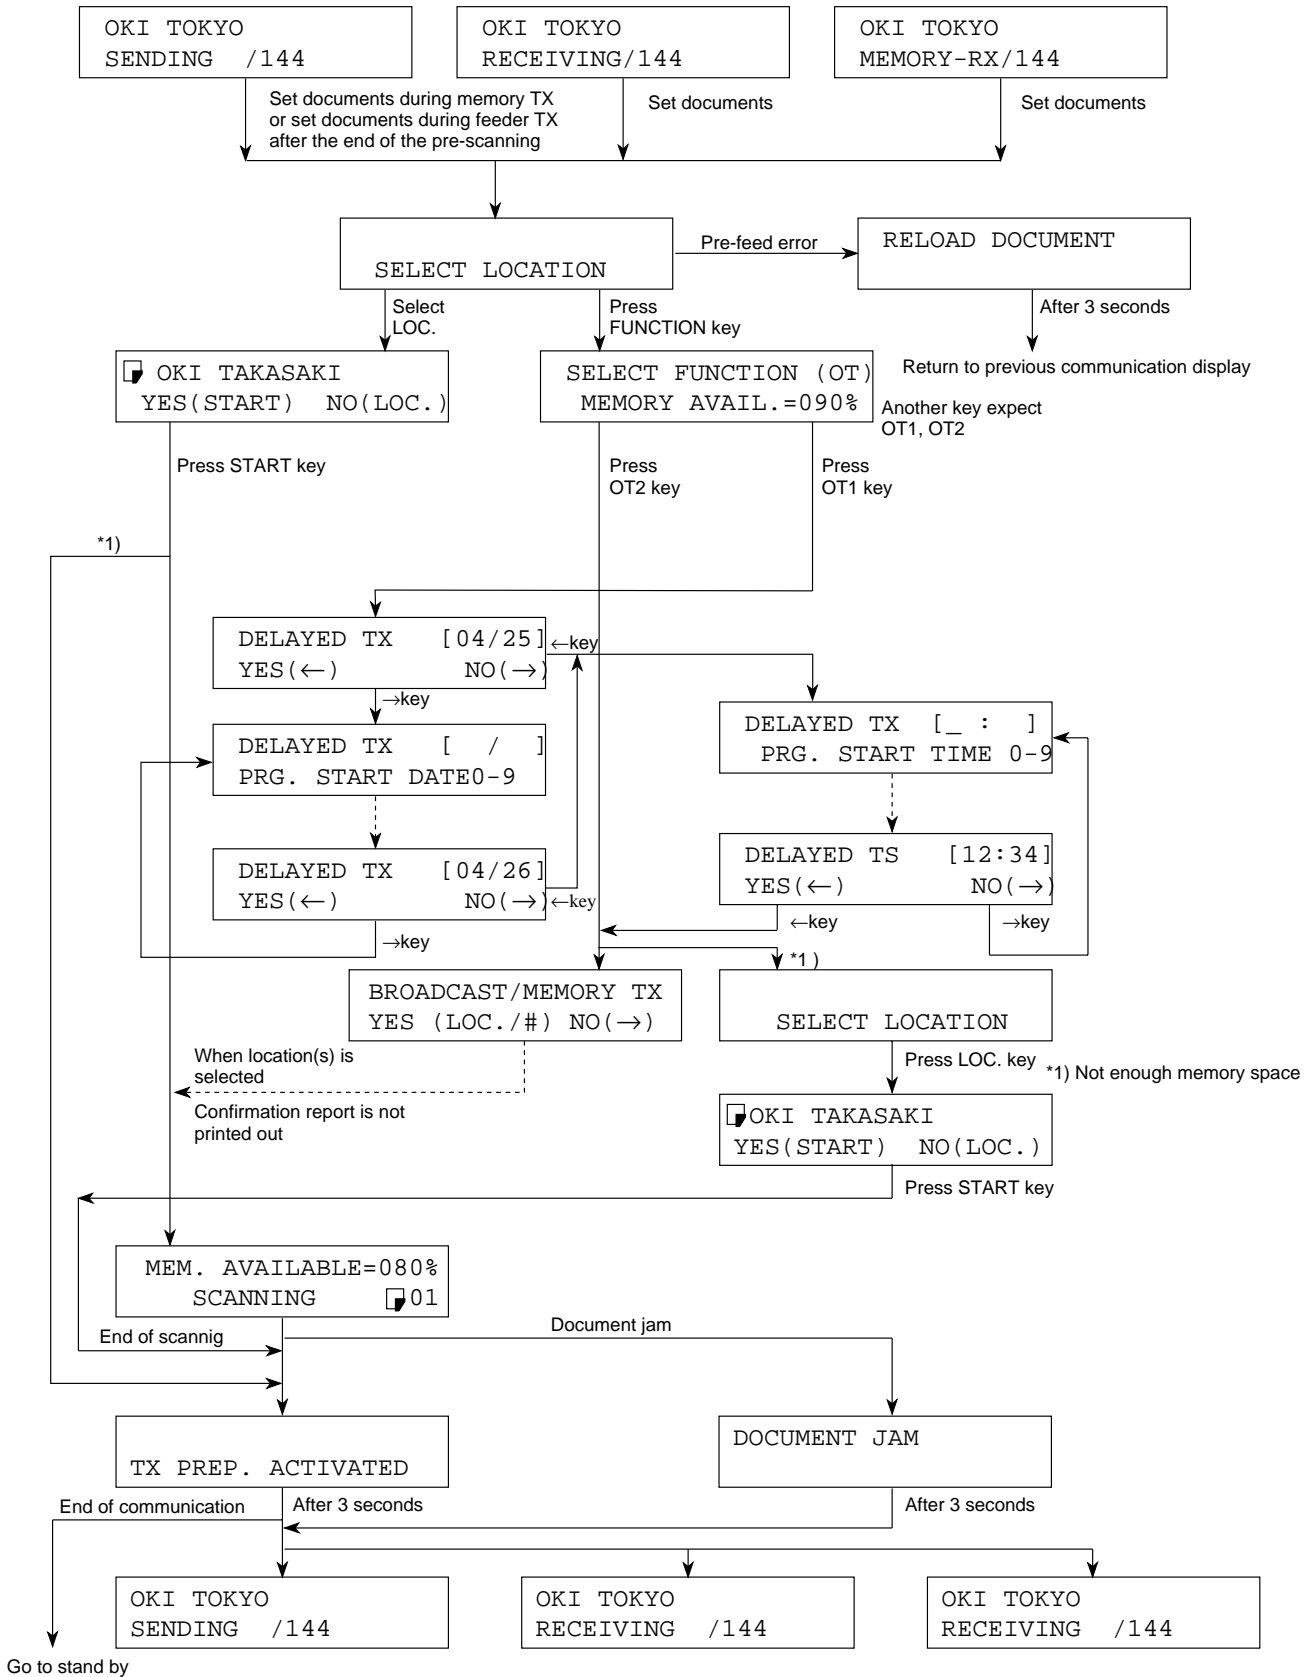 OKI TOKYO
SENDING /144
OKI TOKYO
RECEIVING/144
OKI TOKYO
MEMORY-RX/144
Set documents during memory TX
or set documents during feeder TX
after the end of the pre-scanning
Set documents
Set documents
SELECT LOCATION
Pre-feed error
RELOAD DOCUMENT
Select
LOC.
Press
FUNCTION key
After 3 seconds
Return to previous communication display
OKI TAKASAKI
YES(START) NO(LOC.)
SELECT FUNCTION (OT)
MEMORY AVAIL.=090%
Another key expect
OT1, OT2
Press START key
Press
OT2 key
Press
OT1 key
*1)
DELAYED TX [04/25]
YES(←) NO(→)
←key
→key
DELAYED TX [ / ]
PRG. START DATE0-9
DELAYED TX [_ : ]
PRG. START TIME 0-9
DELAYED TX [04/26]
YES(←) NO(→)
←key
→key
DELAYED TS [12:34]
YES(←) NO(→)
←key
→key
*1 )
BROADCAST/MEMORY TX
YES (LOC./#) NO(→)
SELECT LOCATION
When location(s) is
selected
Confirmation report is not
printed out
Press LOC. key
*1) Not enough memory space
OKI TAKASAKI
YES(START) NO(LOC.)
Press START key
MEM. AVAILABLE=080%
SCANNING 01
End of scannig
Document jam
TX PREP. ACTIVATED
DOCUMENT JAM
End of communication
After 3 seconds
After 3 seconds
OKI TOKYO
SENDING /144
OKI TOKYO
RECEIVING /144
OKI TOKYO
RECEIVING /144
Go to stand by